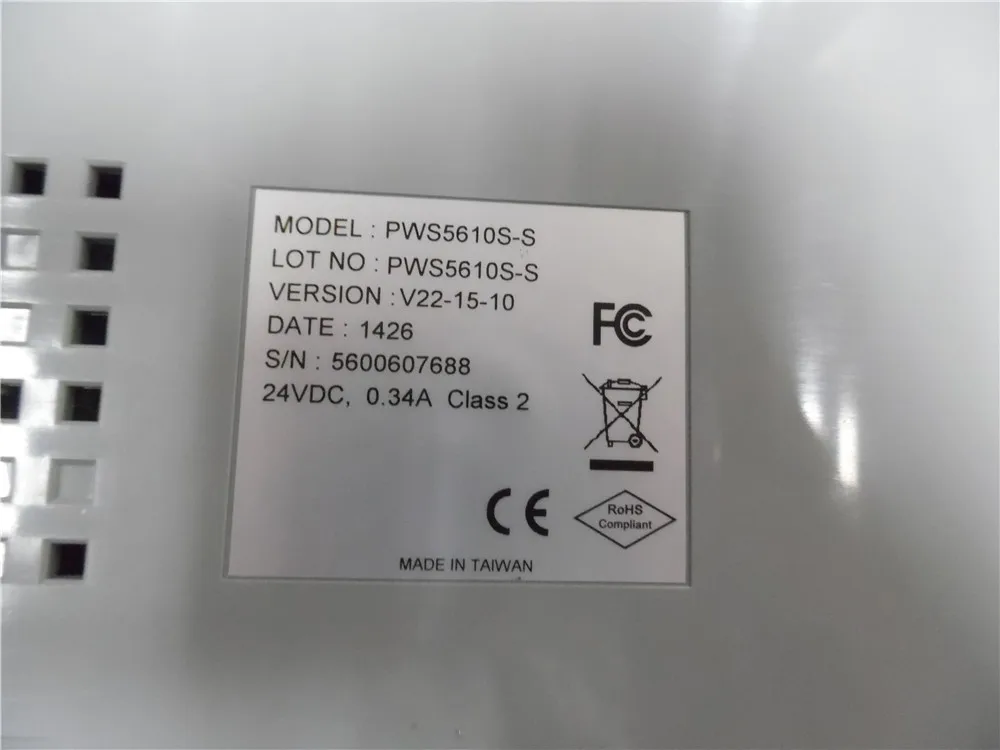 MODEL : PWS5610S-S
LOT NO : PWS5610S-S
VERSION : V22-15-10
DATE : 1426
S/N : 5600607688
24VDC, 0.34A Class 2
FC
CE
RoHS
Compliant
MADE IN TAIWAN